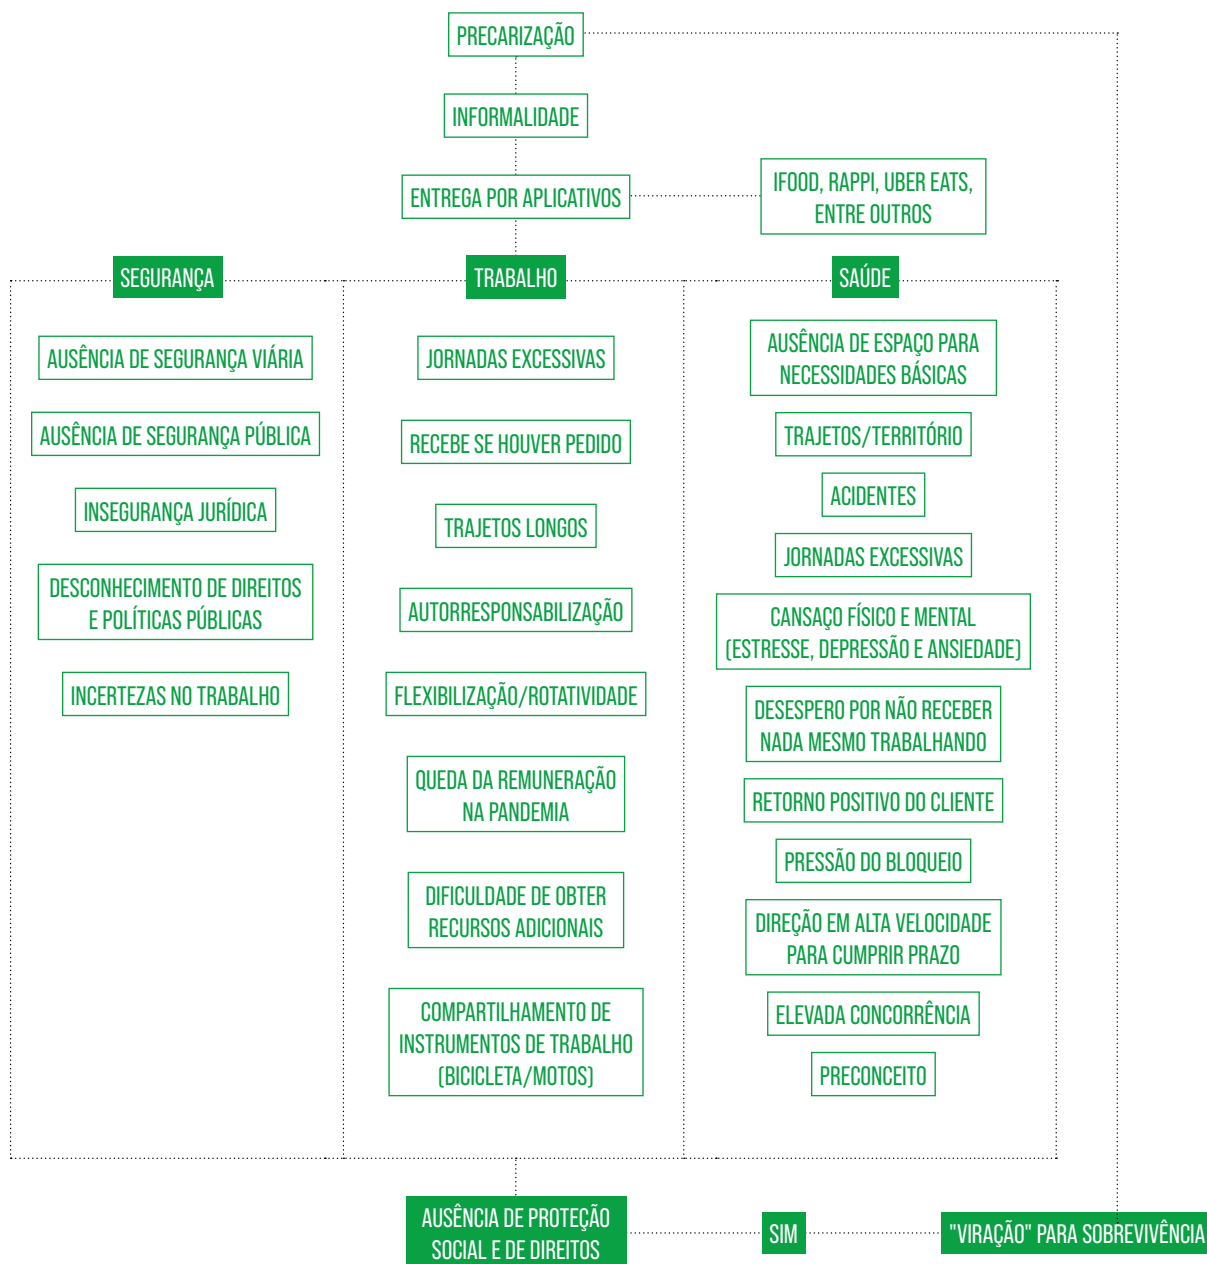 PRECARIZAÇÃO
INFORMALIDADE
ENTREGA POR APLICATIVOS
IFOOD, RAPPI, UBER EATS,
ENTRE OUTROS
SEGURANÇA
AUSÊNCIA DE SEGURANÇA VIÁRIA
AUSÊNCIA DE SEGURANÇA PÚBLICA
INSEGURANÇA JURÍDICA
DESCONHECIMENTO DE DIREITOS
E POLÍTICAS PÚBLICAS
INCERTEZAS NO TRABALHO
TRABALHO
JORNADAS EXCESSIVAS
RECEBE SE HOUVER PEDIDO
TRAJETOS LONGOS
AUTORRESPONSABILIZAÇÃO
FLEXIBILIZAÇÃO/ROTATIVIDADE
QUEDA DA REMUNERAÇÃO
NA PANDEMIA
DIFICULDADE DE OBTER
RECURSOS ADICIONAIS
COMPARTILHAMENTO DE
INSTRUMENTOS DE TRABALHO
(BICICLETA/MOTOS)
SAÚDE
AUSÊNCIA DE ESPAÇO PARA
NECESSIDADES BÁSICAS
TRAJETOS/TERRITÓRIO
ACIDENTES
JORNADAS EXCESSIVAS
CANSAÇO FÍSICO E MENTAL
(ESTRESSE, DEPRESSÃO E ANSIEDADE)
DESESPERO POR NÃO RECEBER
NADA MESMO TRABALHANDO
RETORNO POSITIVO DO CLIENTE
PRESSÃO DO BLOQUEIO
DIREÇÃO EM ALTA VELOCIDADE
PARA CUMPRIR PRAZO
ELEVADA CONCORRÊNCIA
PRECONCEITO
AUSÊNCIA DE PROTEÇÃO
SOCIAL E DE DIREITOS
SIM
"VIRAÇÃO" PARA SOBREVIVÊNCIA